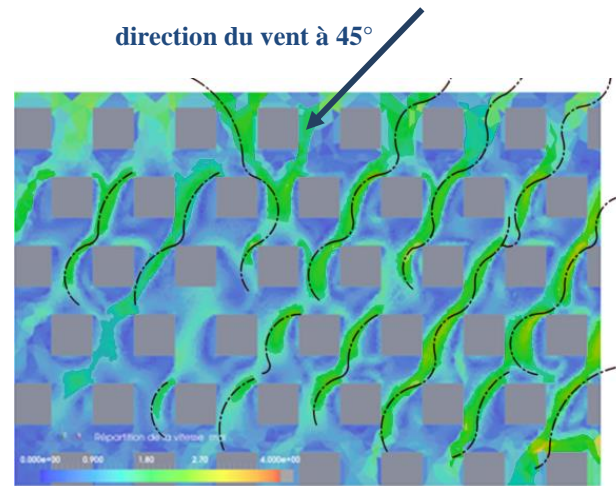 direction du vent à 45°
Répartition de la vitesse
0.000e+00 0.900 1.80 2.70 4.000e+00